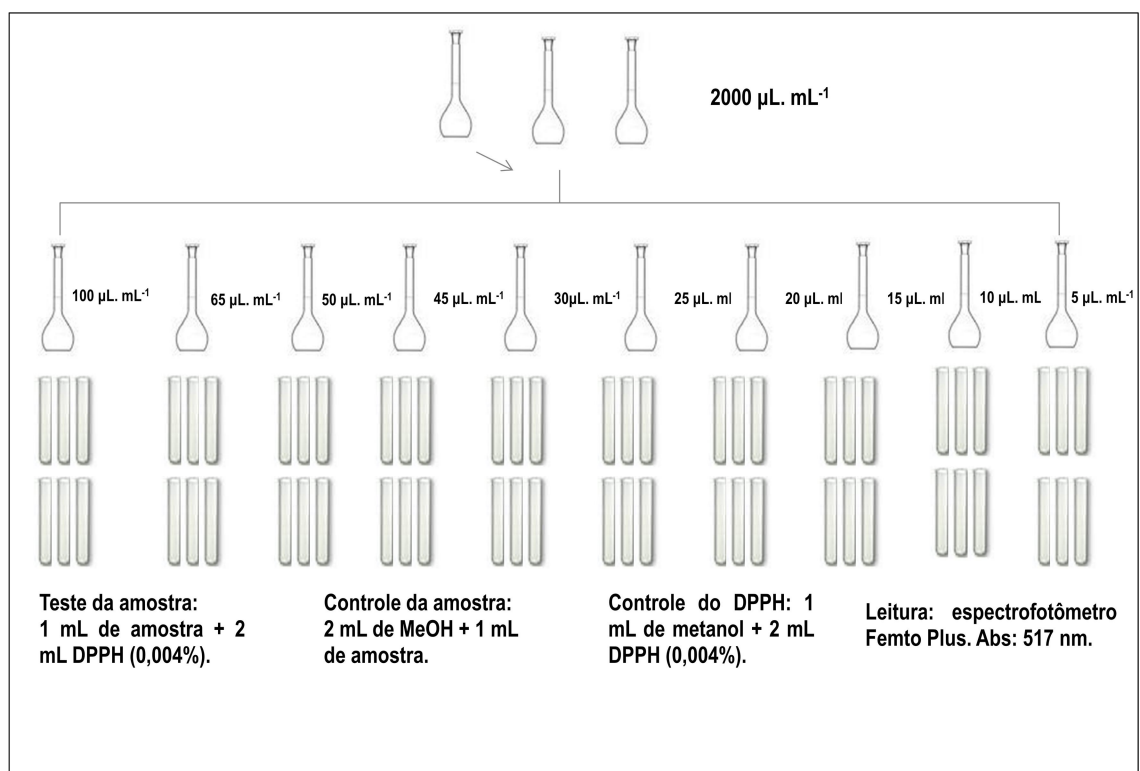 2000 µL. mL-1
100 µL. mL-1
65 µL. mL-1
50 µL. mL-1
45 µL. mL-1
30µL. mL-1
25 µL. ml
20 µL. ml
15 µL. ml
10 µL. mL
5 µL. mL-1
Teste da amostra:
1 mL de amostra + 2
mL DPPH (0,004%).
Controle da amostra:
2 mL de MeOH + 1 mL
de amostra.
Controle do DPPH: 1
mL de metanol + 2 mL
DPPH (0,004%).
Leitura: espectrofotômetro
Femto Plus. Abs: 517 nm.